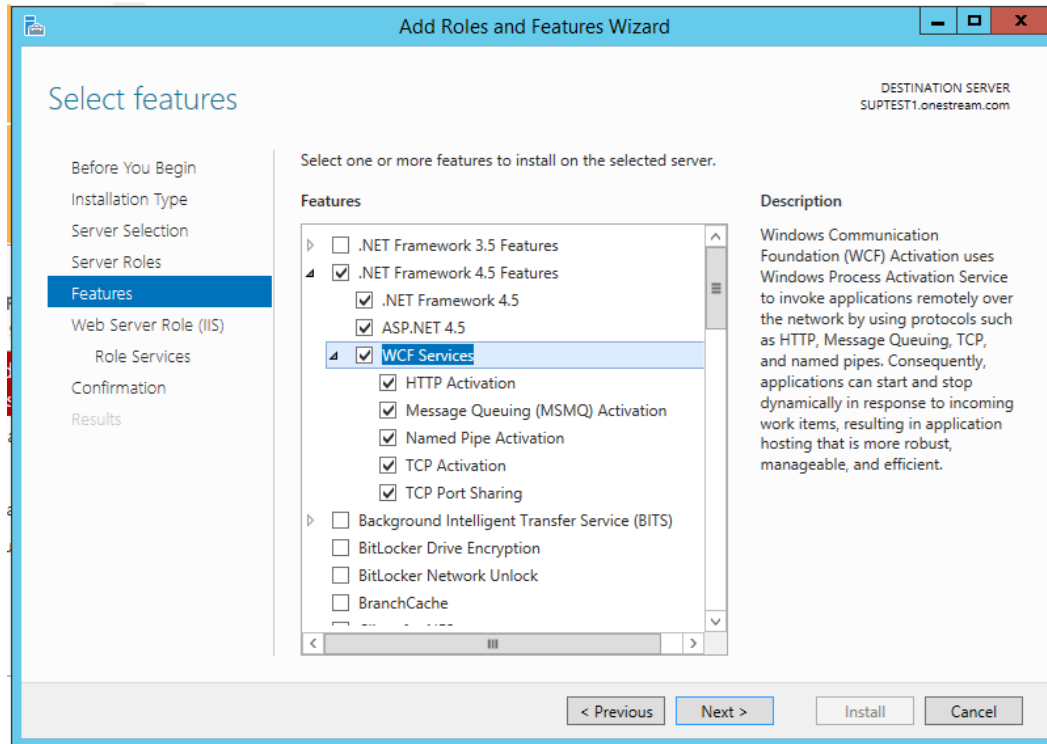 Add Roles and Features Wizard
X
Select features
DESTINATION SERVER
SUPTEST1.onestream.com
Before You Begin
Installation Type
Server Selection
Server Roles
Features
Web Server Role (IIS)
Role Services
Confirmation
Results
Select one or more features to install on the selected server.
Features
.NET Framework 3.5 Features
.NET Framework 4.5 Features
.NET Framework 4.5
ASP.NET 4.5
WCF Services
HTTP Activation
Message Queuing (MSMQ) Activation
Named Pipe Activation
TCP Activation
TCP Port Sharing
Background Intelligent Transfer Service (BITS)
BitLocker Drive Encryption
BitLocker Network Unlock
BranchCache
Description
Windows Communication
Foundation (WCF) Activation uses
Windows Process Activation Service
to invoke applications remotely over
the network by using protocols such
as HTTP, Message Queuing, TCP,
and named pipes. Consequently,
applications can start and stop
dynamically in response to incoming
work items, resulting in application
hosting that is more robust,
manageable, and efficient.
< Previous
Next >
Install
Cancel